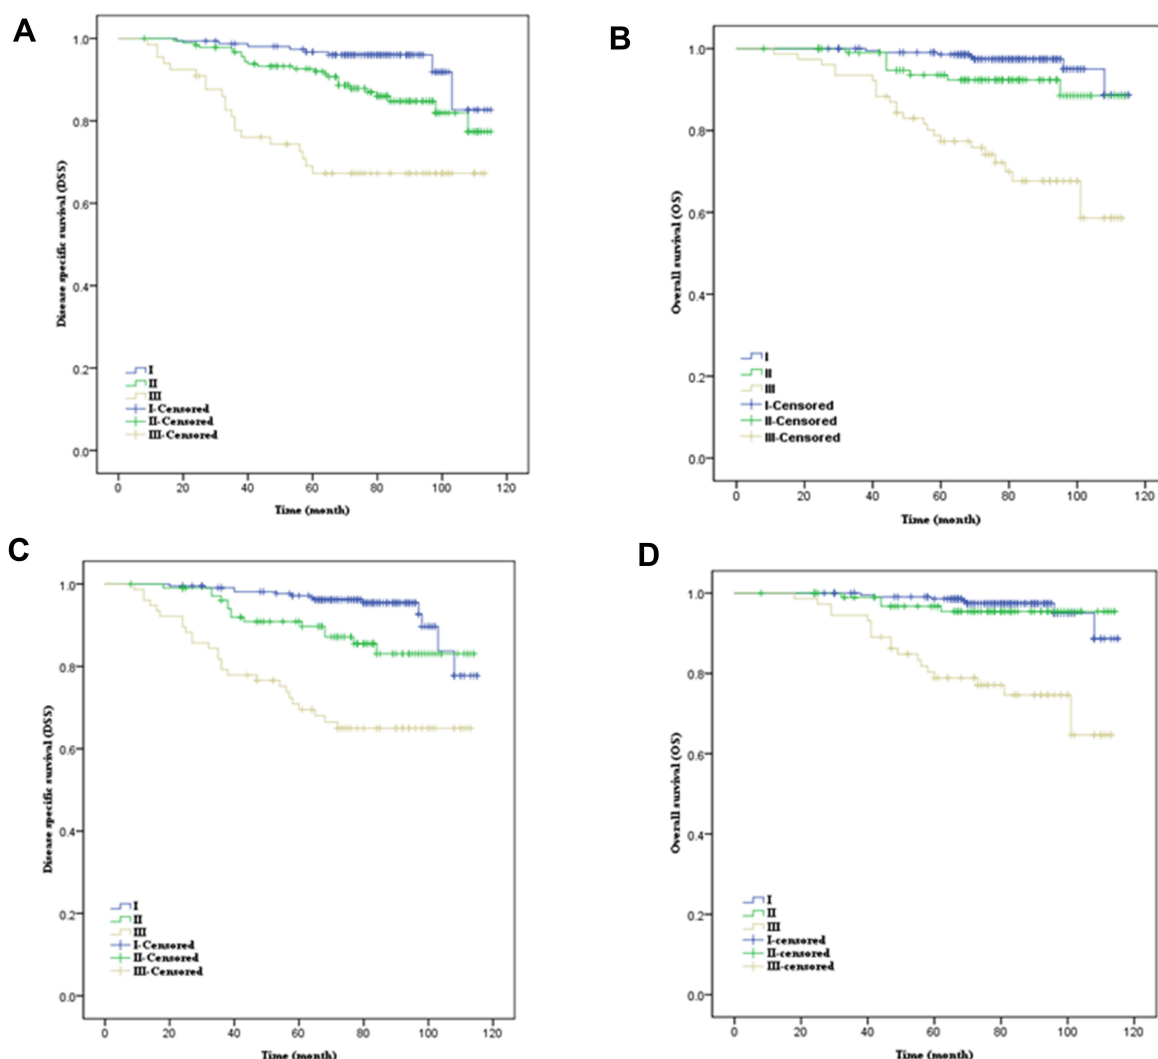 A
1.0
0.8
0.6
0.4
0.2
0.0
Disease specific survival (DSS)
I
II
III
I-Censored
II-Censored
III-Censored
0 20 40 60 80 100 120
Time (month)
B
1.0
0.8
0.6
0.4
0.2
0.0
Overall survival (OS)
I
II
III
I-Censored
II-Censored
III-Censored
0 20 40 60 80 100 120
Time (month)
C
1.0
0.8
0.6
0.4
0.2
0.0
Disease specific survival (DSS)
I
II
III
I-Censored
II-Censored
III-Censored
0 20 40 60 80 100 120
Time (month)
D
1.0
0.8
0.6
0.4
0.2
0.0
Overall survival (OS)
I
II
III
I-censored
II-censored
III-censored
0 20 40 60 80 100 120
Time (month)